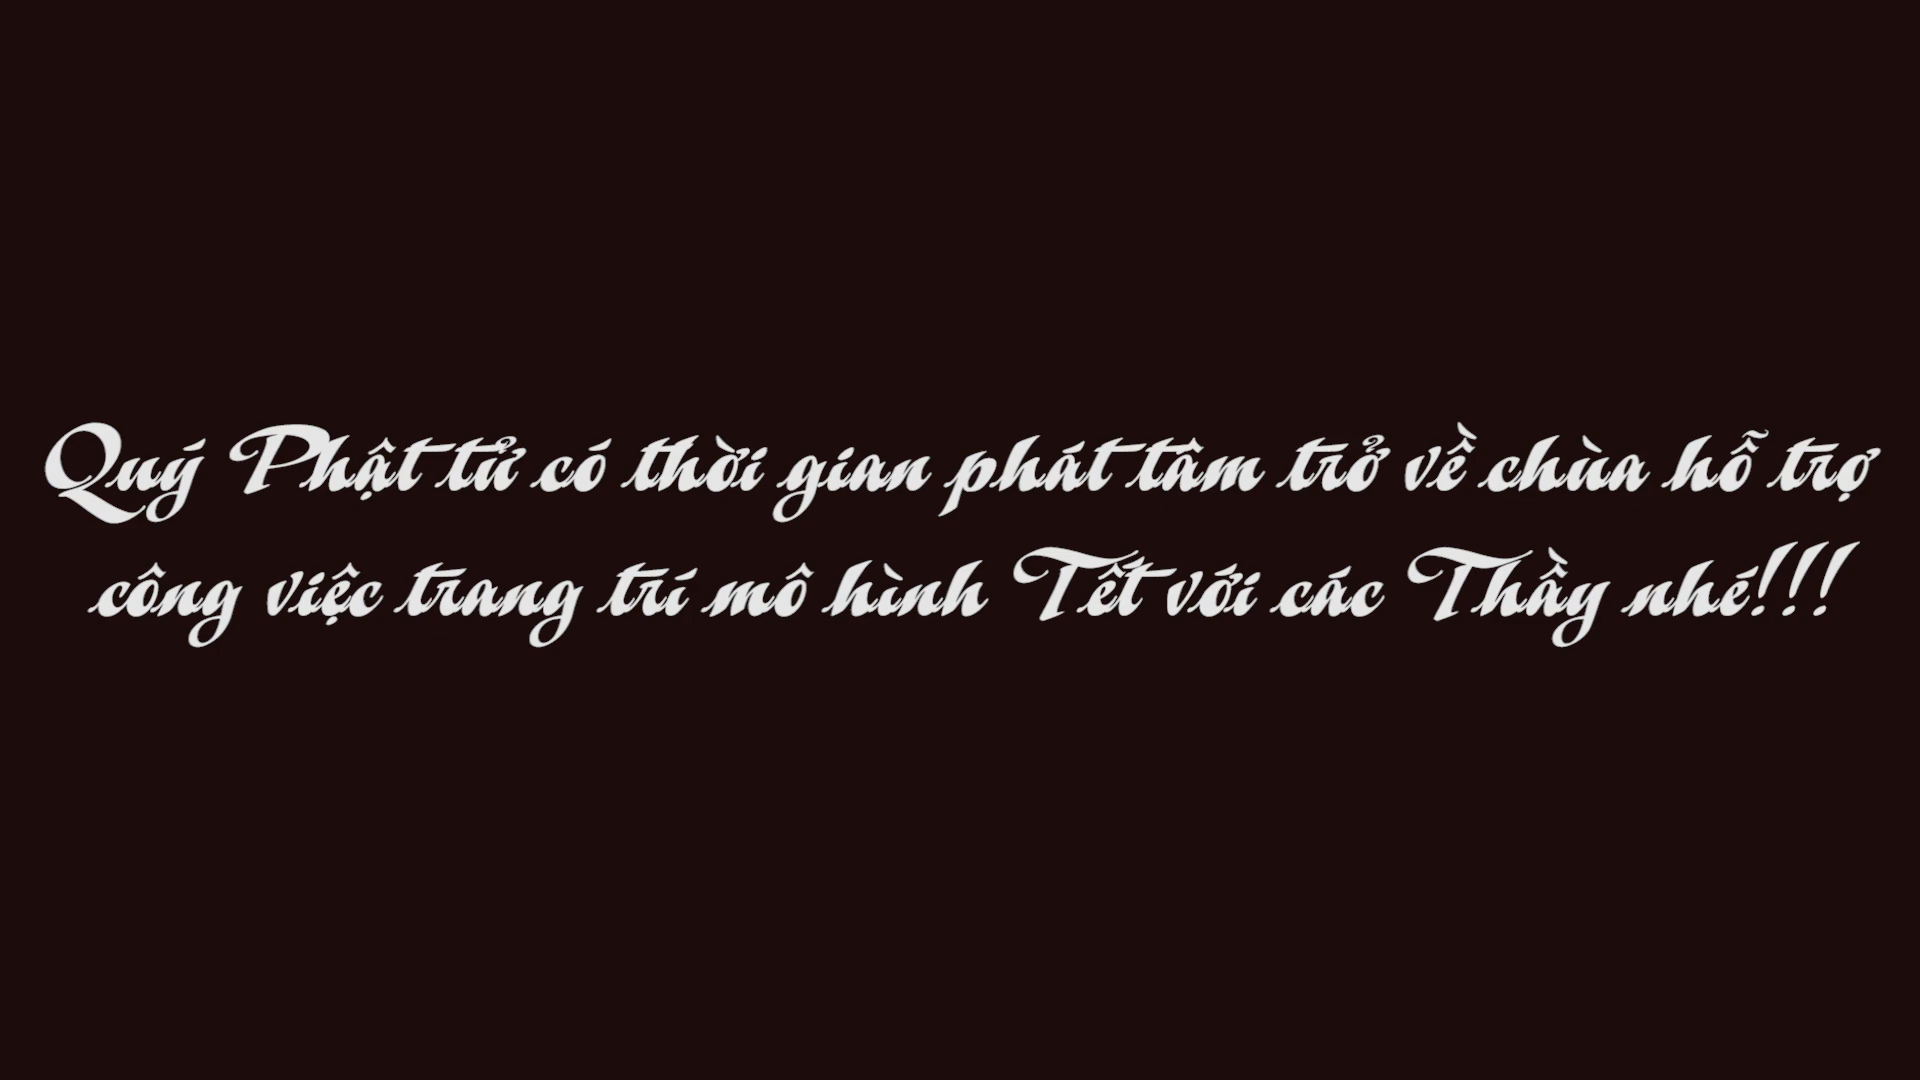 Quý Phật tử có thời gian phát tâm trở về chùa hỗ trợ
công việc trang trí mô hình Tết với các Thầy nhé!!!